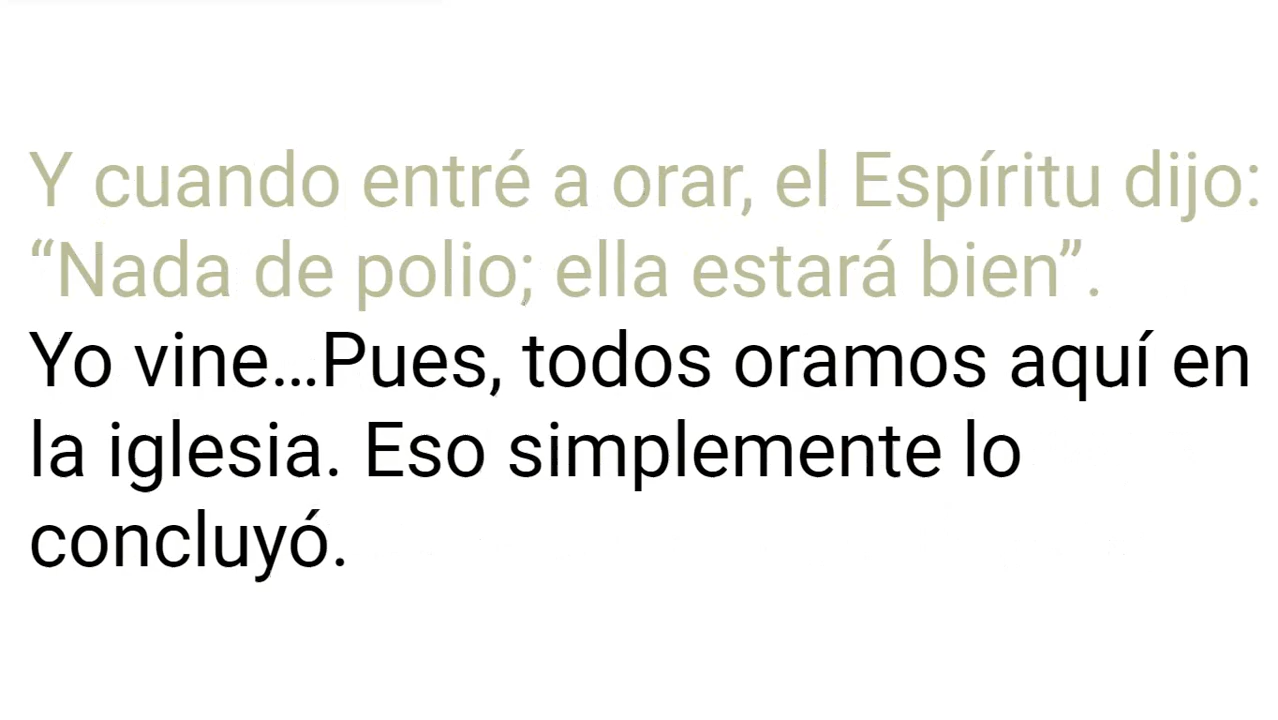 Y cuando entré a orar, el Espíritu dijo:
“Nada de polio; ella estará bien”.
Yo vine…Pues, todos oramos aquí en
la iglesia. Eso simplemente lo
concluyó.